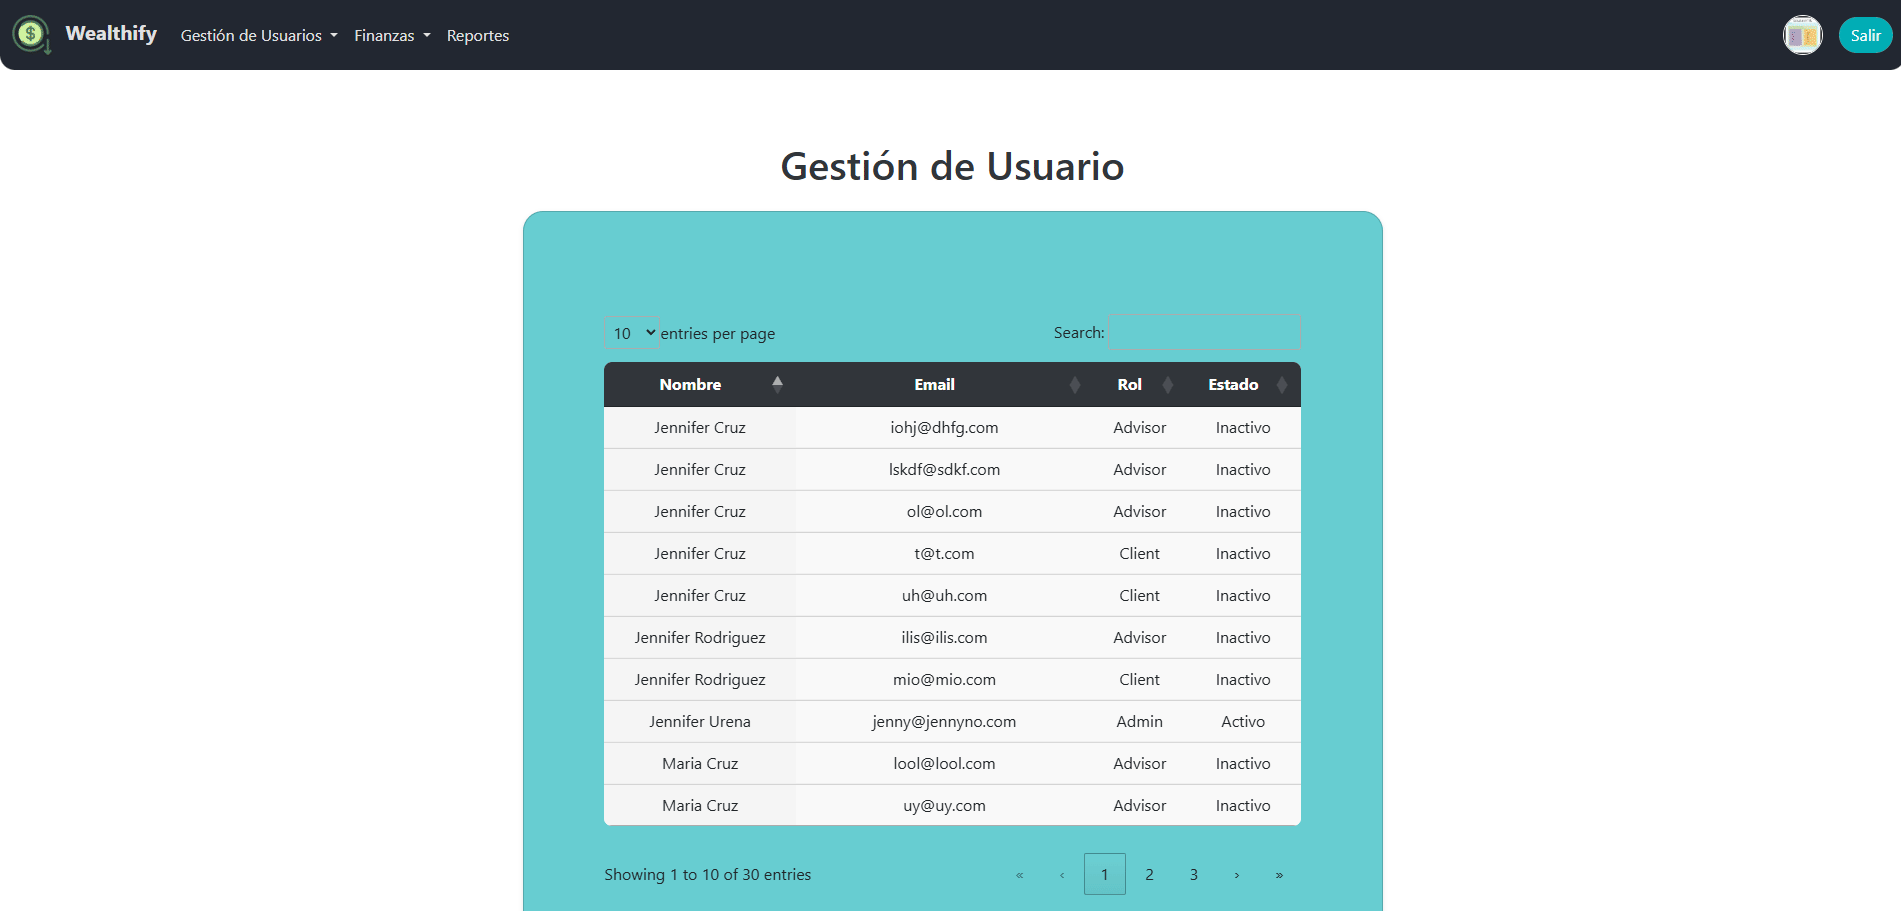 Wealthify Gestión de Usuarios Finanzas Reportes Salir
Gestión de Usuario
10 entries per page Search:
Nombre Email Rol Estado
Jennifer Cruz iohj@dhfg.com Advisor Inactivo
Jennifer Cruz lskdf@sdkf.com Advisor Inactivo
Jennifer Cruz ol@ol.com Advisor Inactivo
Jennifer Cruz t@t.com Client Inactivo
Jennifer Cruz uh@uh.com Client Inactivo
Jennifer Rodriguez ilis@ilis.com Advisor Inactivo
Jennifer Rodriguez mio@mio.com Client Inactivo
Jennifer Urena jenny@jennyno.com Admin Activo
Maria Cruz lool@lool.com Advisor Inactivo
Maria Cruz uy@uy.com Advisor Inactivo
Showing 1 to 10 of 30 entries « ‹ 1 2 3 › »